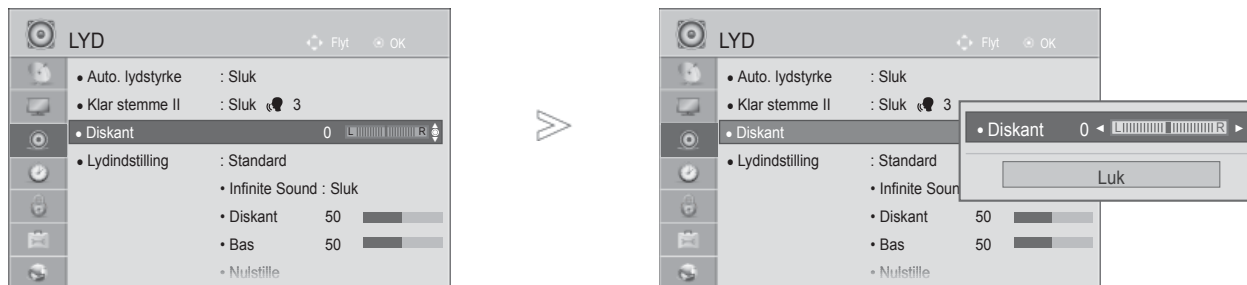 LYD Flyt OK
• Auto. lydstyrke : Sluk
• Klar stemme II : Sluk 3
• Diskant 0 L R
• Lydindstilling : Standard
• Infinite Sound : Sluk
• Diskant 50
• Bas 50
• Nulstille
LYD Flyt OK
• Auto. lydstyrke : Sluk
• Klar stemme II : Sluk 3
• Diskant
• Lydindstilling : Standard
• Infinite Soun
• Diskant 50
• Bas 50
• Nulstille
• Diskant 0 ◄ L R ►
Luk